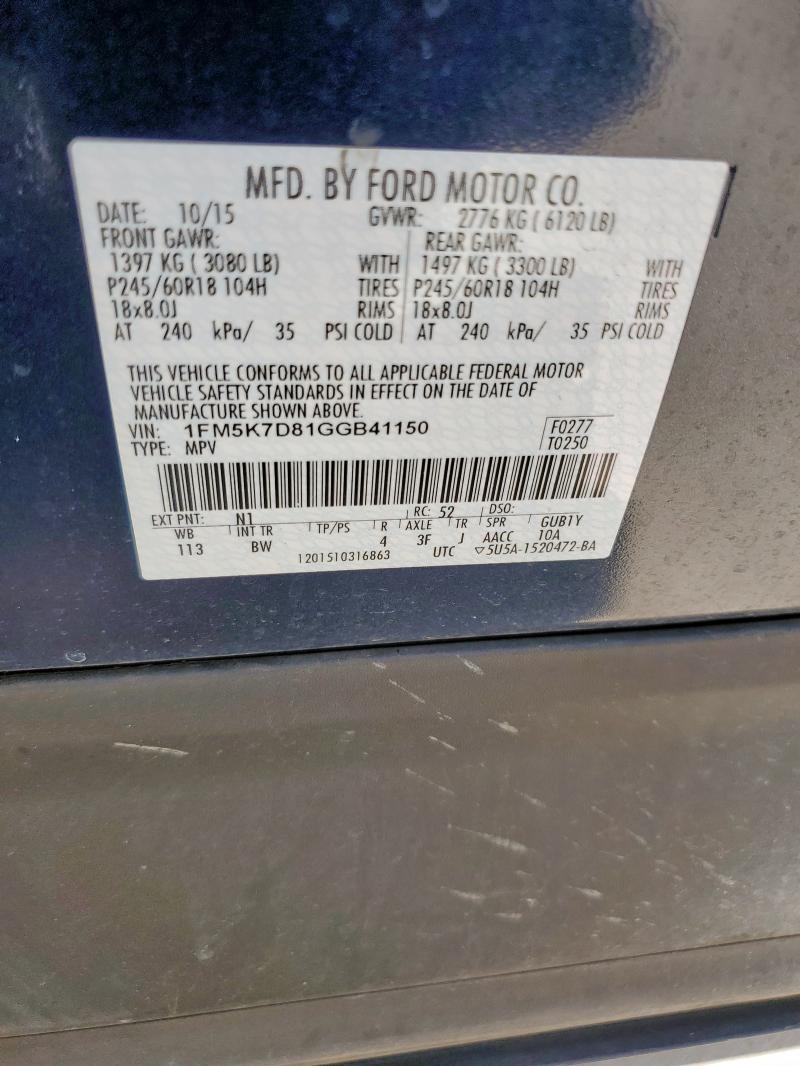 MFD. BY FORD MOTOR CO.
DATE: 10/15 GVWR: 2776 KG ( 6120 LB)
FRONT GAWR: REAR GAWR:
1397 KG ( 3080 LB) WITH 1497 KG ( 3300 LB) WITH
P245/60R18 104H TIRES P245/60R18 104H TIRES
18x8.0J RIMS 18x8.0J RIMS
AT 240 kPa/ 35 PSI COLD AT 240 kPa/ 35 PSI COLD
THIS VEHICLE CONFORMS TO ALL APPLICABLE FEDERAL MOTOR
VEHICLE SAFETY STANDARDS IN EFFECT ON THE DATE OF
MANUFACTURE SHOWN ABOVE.
VIN: 1FM5K7D81GGB41150 F0277
TYPE: MPV T0250
EXT PNT: N1 RC: 52 DSO:
WB INT TR TP/PS R AXLE TR SPR GUB1Y
113 BW 4 3F J AACC 10A
1201510316863 UTC ▽5U5A-1520472-BA